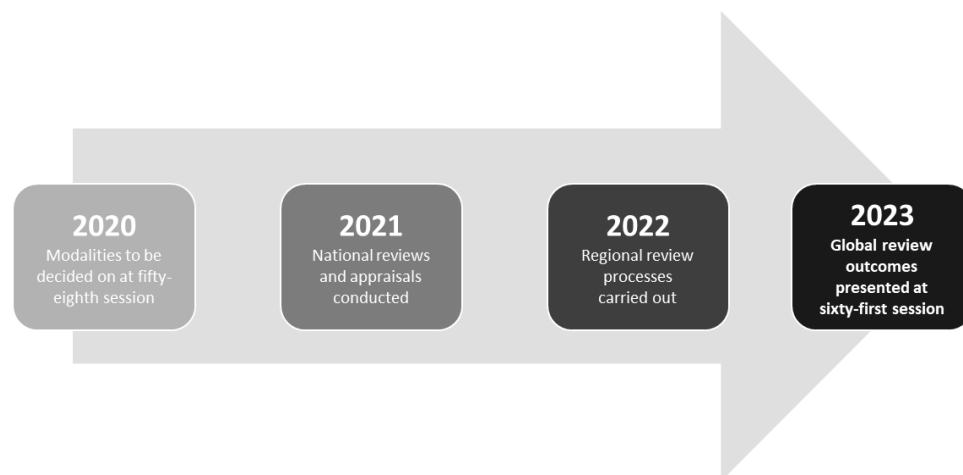 2020
Modalities to be
decided on at fifty-
eighth session
2021
National reviews
and appraisals
conducted
2022
Regional review
processes
carried out
2023
Global review
outcomes
presented at
sixty-first session